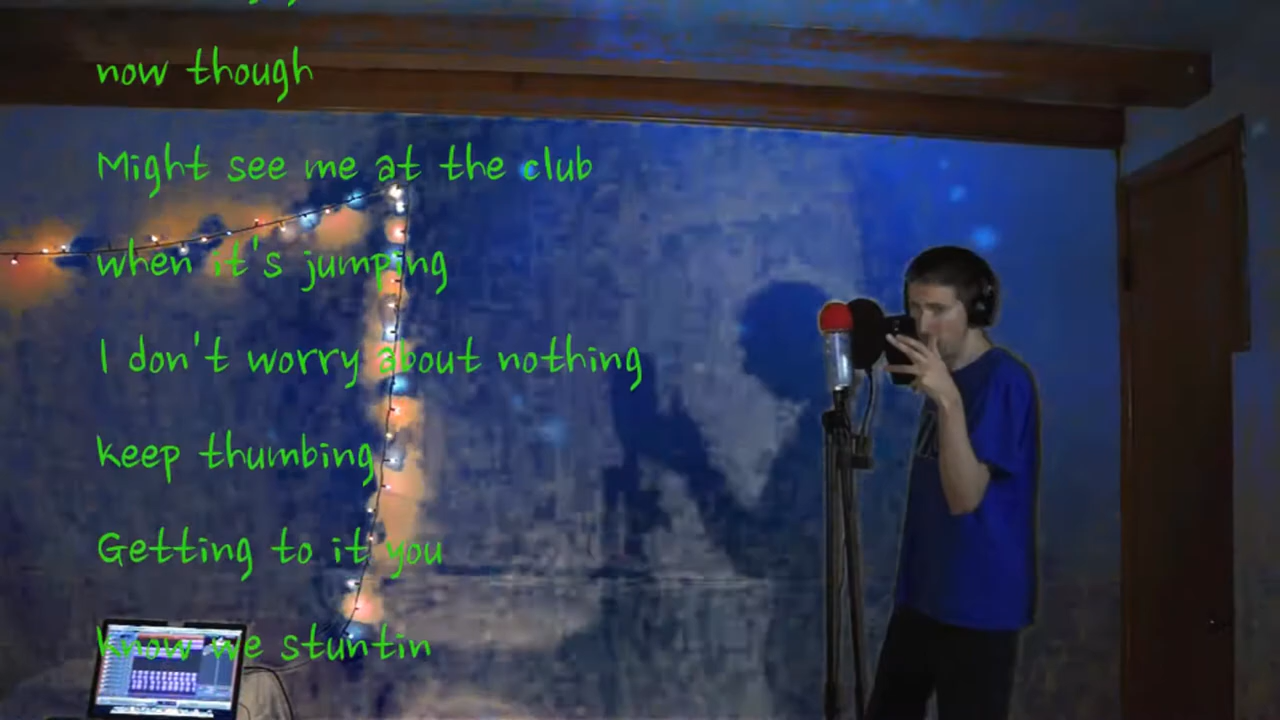 now though
Might see me at the club
when it's jumping
I don't worry about nothing
keep thumbing
Getting to it you
know we stuntin